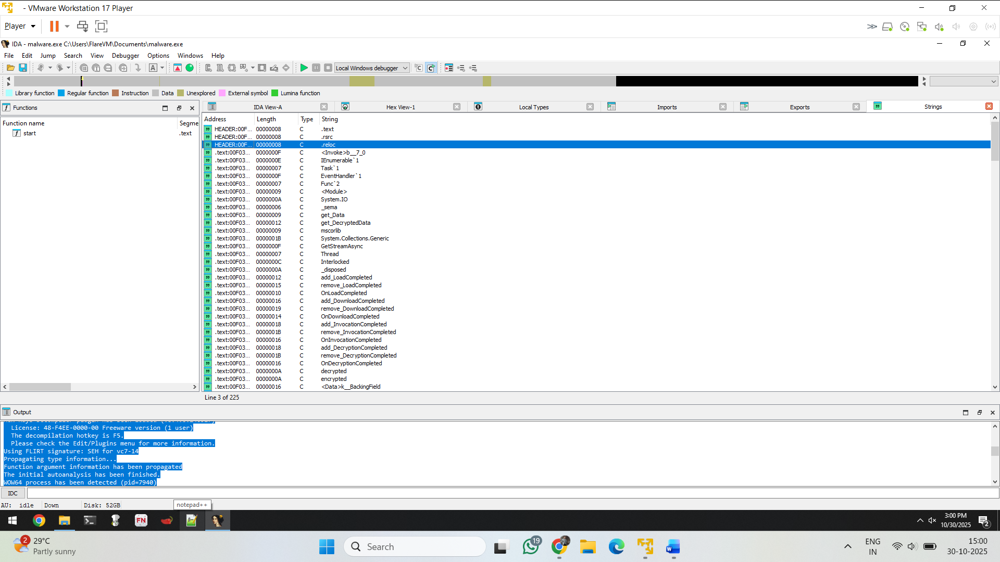 - VMware Workstation 17 Player
Player
IDA - malware.exe C:\Users\FlareVM\Documents\malware.exe
File Edit Jump Search View Debugger Options Windows Help
Local Windows debugger
Library function Regular function Instruction Data Unexplored External symbol Lumina function
Functions
IDA View-A Hex View-1 Local Types Imports Exports Strings
Function name Segme
start .text
Address Length Type String
HEADER:00F... 00000008 C .text
HEADER:00F... 00000008 C .rsrc
HEADER:00F... 00000008 C .reloc
.text:00F03... 0000000F C <Invoke>b__7_0
.text:00F03... 0000000E C IEnumerable`1
.text:00F03... 00000007 C Task`1
.text:00F03... 0000000F C EventHandler`1
.text:00F03... 00000007 C Func`2
.text:00F03... 00000009 C <Module>
.text:00F03... 0000000A C System.IO
.text:00F03... 00000006 C _sema
.text:00F03... 00000009 C get_Data
.text:00F03... 00000012 C get_DecryptedData
.text:00F03... 00000009 C mscorlib
.text:00F03... 0000001B C System.Collections.Generic
.text:00F03... 0000000F C GetStreamAsync
.text:00F03... 00000007 C Thread
.text:00F03... 0000000C C Interlocked
.text:00F03... 0000000A C _disposed
.text:00F03... 00000012 C add_LoadCompleted
.text:00F03... 00000015 C remove_LoadCompleted
.text:00F03... 00000010 C OnLoadCompleted
.text:00F03... 00000016 C add_DownloadCompleted
.text:00F03... 00000019 C remove_DownloadCompleted
.text:00F03... 00000014 C OnDownloadCompleted
.text:00F03... 00000018 C add_InvocationCompleted
.text:00F03... 0000001B C remove_InvocationCompleted
.text:00F03... 00000016 C OnInvocationCompleted
.text:00F03... 00000018 C add_DecryptionCompleted
.text:00F03... 0000001B C remove_DecryptionCompleted
.text:00F03... 00000016 C OnDecryptionCompleted
.text:00F03... 0000000A C decrypted
.text:00F03... 0000000A C encrypted
.text:00F03... 00000016 C <Data>k__BackingField
Line 3 of 225
Output
License: 48-F4EE-0000-00 Freeware version (1 user)
The decompilation hotkey is F5.
Please check the Edit/Plugins menu for more information.
Using FLIRT signature: SEH for vc7-14
Propagating type information...
Function argument information has been propagated
The initial autoanalysis has been finished.
WOW64 process has been detected (pid=7940)
IDC
AU: idle Down Disk: 52GB
notepad++
FN
3:00 PM
10/30/2025
2
2
29°C
Partly sunny
Search
19
ENG
IN
15:00
30-10-2025